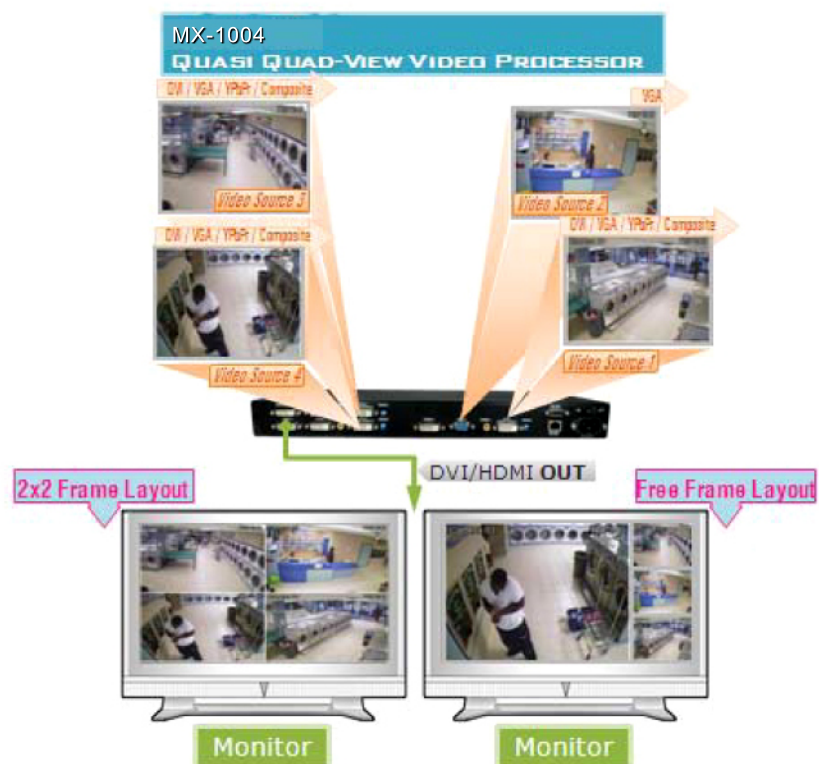 MX-1004
QUASI QUAD-VIEW VIDEO PROCESSOR
DVI / VGA / YPbPr / Composite
VGA
Video Source 3
Video Source 2
DVI / VGA / YPbPr / Composite
DVI / VGA / YPbPr / Composite
Video Source 4
Video Source 1
DVI/HDMI OUT
2x2 Frame Layout
Free Frame Layout
Monitor
Monitor